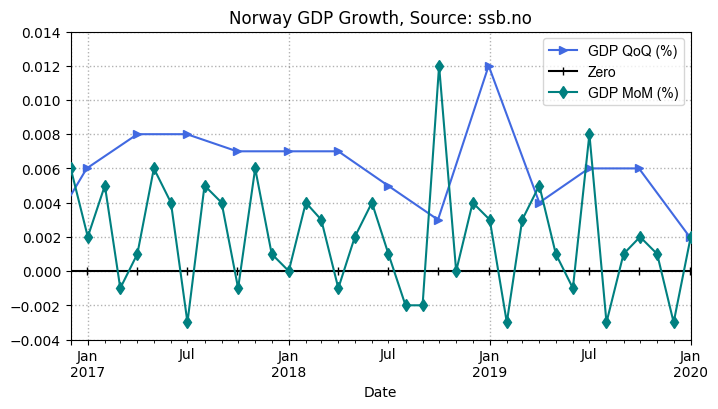 Norway GDP Growth, Source: ssb.no
0.014
0.012
0.010
0.008
0.006
0.004
0.002
0.000
−0.002
−0.004
GDP QoQ (%)
Zero
GDP MoM (%)
Jan Jul Jan Jul Jan Jul Jan
2017 2018 2019 2020
Date